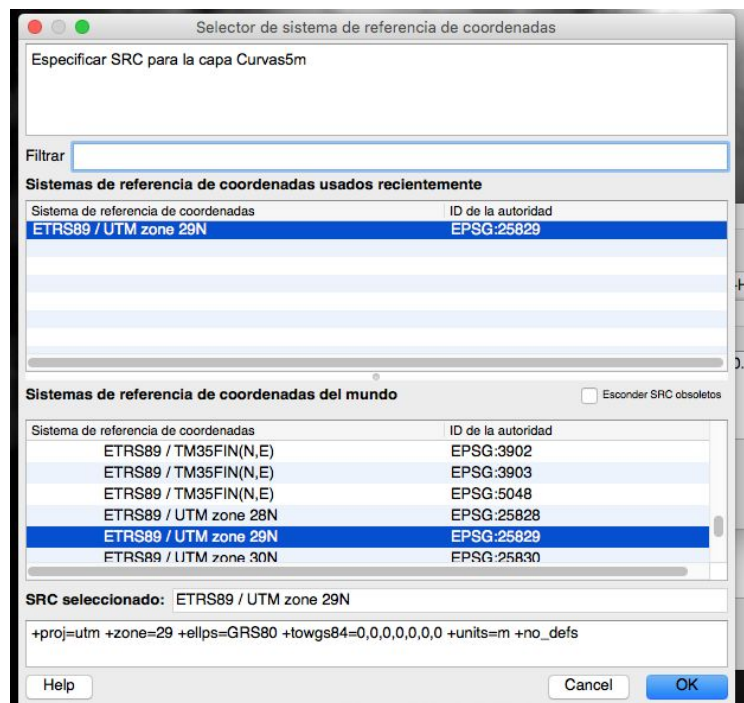 Selector de sistema de referencia de coordenadas
Especificar SRC para la capa Curvas5m
Filtrar
Sistemas de referencia de coordenadas usados recientemente
Sistema de referencia de coordenadas ID de la autoridad
ETRS89 / UTM zone 29N EPSG:25829
Sistemas de referencia de coordenadas del mundo Esconder SRC obsoletos
Sistema de referencia de coordenadas ID de la autoridad
ETRS89 / TM35FIN(N,E) EPSG:3902
ETRS89 / TM35FIN(N,E) EPSG:3903
ETRS89 / TM35FIN(N,E) EPSG:5048
ETRS89 / UTM zone 28N EPSG:25828
ETRS89 / UTM zone 29N EPSG:25829
ETRS89 / UTM zone 30N EPSG:25830
SRC seleccionado: ETRS89 / UTM zone 29N
+proj=utm +zone=29 +ellps=GRS80 +towgs84=0,0,0,0,0,0,0 +units=m +no_defs
Help Cancel OK